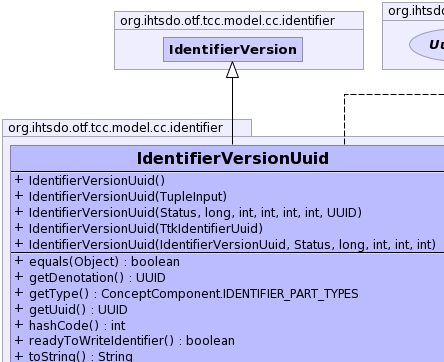 org.ihtsdo.otf.tcc.model.cc.identifier
org.ihtsdo
IdentifierVersion
org.ihtsdo.otf.tcc.model.cc.identifier
IdentifierVersionUuid
+ IdentifierVersionUuid()
+ IdentifierVersionUuid(TupleInput)
+ IdentifierVersionUuid(Status, long, int, int, int, int, UUID)
+ IdentifierVersionUuid(TtkIdentifierUuid)
+ IdentifierVersionUuid(IdentifierVersionUuid, Status, long, int, int, int)
+ equals(Object) : boolean
+ getDenotation() : UUID
+ getType() : ConceptComponent.IDENTIFIER_PART_TYPES
+ getUuid() : UUID
+ hashCode() : int
+ readyToWriteIdentifier() : boolean
+ toString() : String